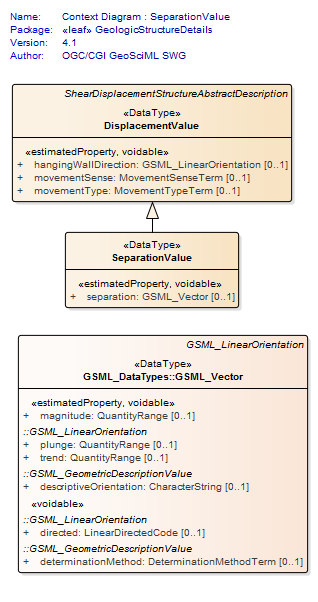 Name: Context Diagram : SeparationValue
Package: «leaf» GeologicStructureDetails
Version: 4.1
Author: OGC/CGI GeoSciML SWG
ShearDisplacementStructureAbstractDescription
«DataType»
DisplacementValue
«estimatedProperty, voidable»
+ hangingWallDirection: GSML_LinearOrientation [0..1]
+ movementSense: MovementSenseTerm [0..1]
+ movementType: MovementTypeTerm [0..1]
«DataType»
SeparationValue
«estimatedProperty, voidable»
+ separation: GSML_Vector [0..1]
GSML_LinearOrientation
«DataType»
GSML_DataTypes::GSML_Vector
«estimatedProperty, voidable»
+ magnitude: QuantityRange [0..1]
::GSML_LinearOrientation
+ plunge: QuantityRange [0..1]
+ trend: QuantityRange [0..1]
::GSML_GeometricDescriptionValue
+ descriptiveOrientation: CharacterString [0..1]
«voidable»
::GSML_LinearOrientation
+ directed: LinearDirectedCode [0..1]
::GSML_GeometricDescriptionValue
+ determinationMethod: DeterminationMethodTerm [0..1]